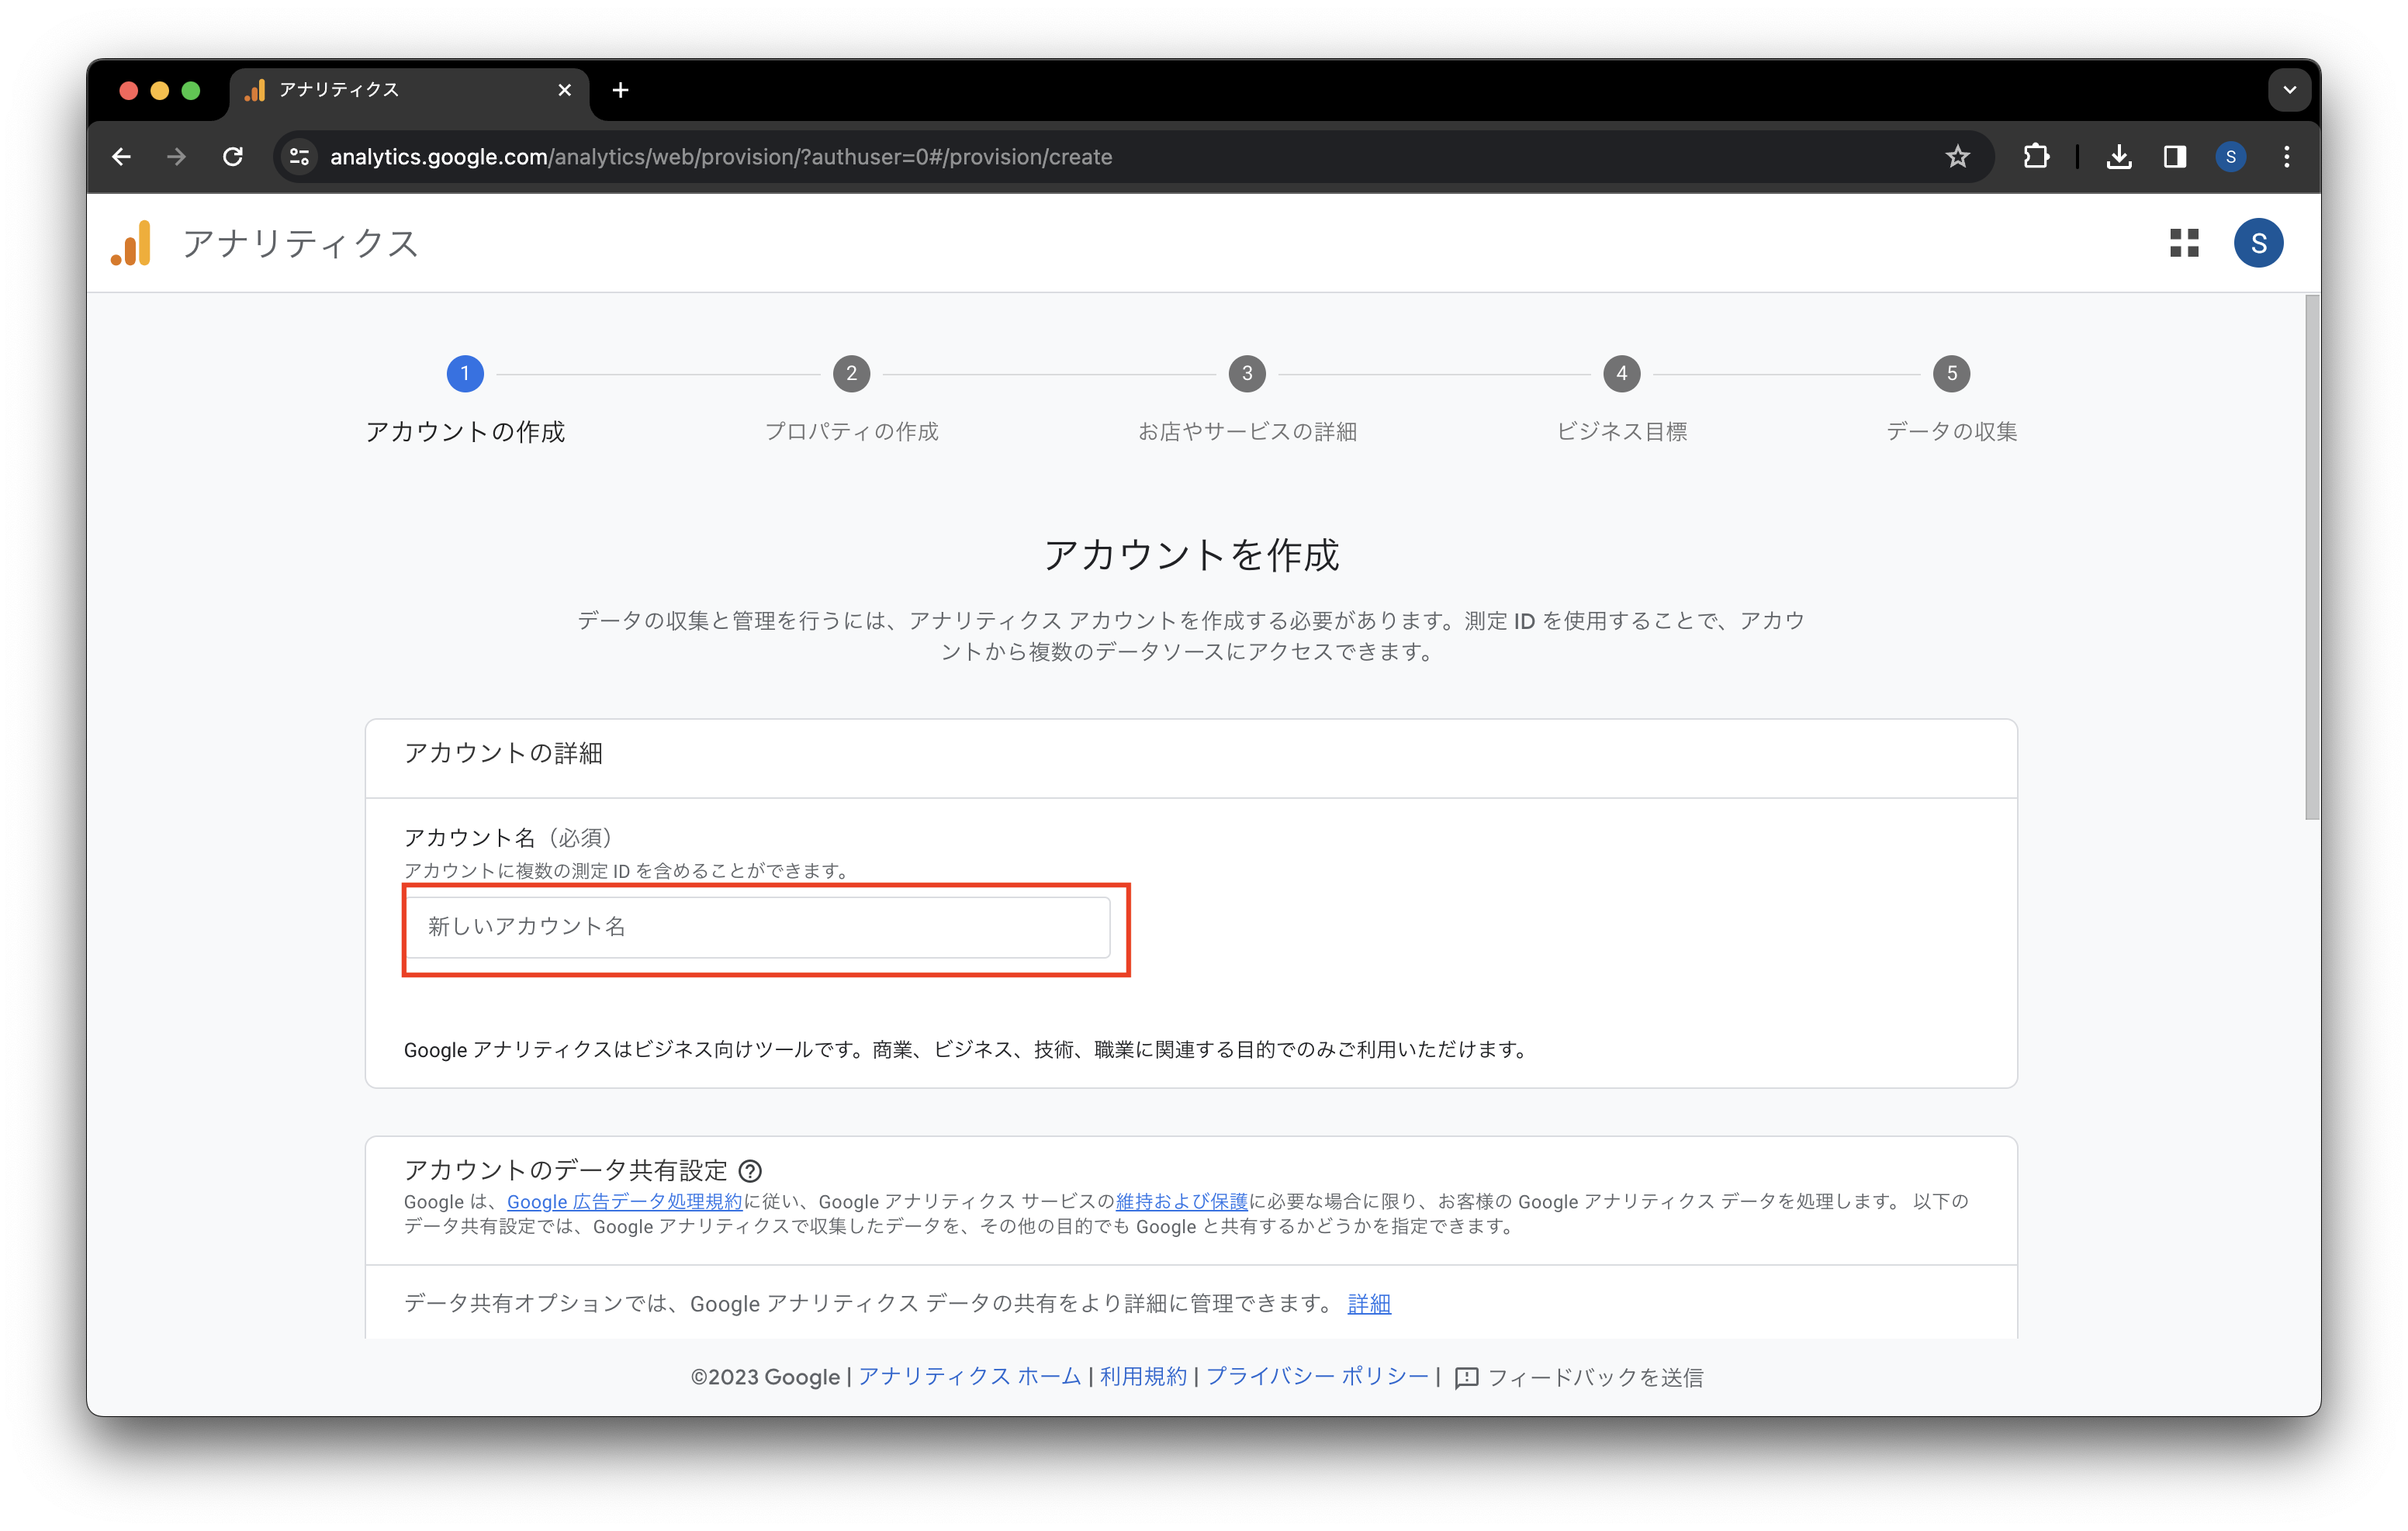 アナリティクス
analytics.google.com/analytics/web/provision/?authuser=0#/provision/create
S
アナリティクス
S
1
2
3
4
5
アカウントの作成
プロパティの作成
お店やサービスの詳細
ビジネス目標
データの収集
アカウントを作成
データの収集と管理を行うには、アナリティクス アカウントを作成する必要があります。測定 ID を使用することで、アカウ
ントから複数のデータソースにアクセスできます。
アカウントの詳細
アカウント名（必須）
アカウントに複数の測定 ID を含めることができます。
新しいアカウント名
Google アナリティクスはビジネス向けツールです。商業、ビジネス、技術、職業に関連する目的でのみご利用いただけます。
アカウントのデータ共有設定
Google は、Google 広告データ処理規約に従い、Google アナリティクス サービスの維持および保護に必要な場合に限り、お客様の Google アナリティクス データを処理します。 以下の
データ共有設定では、Google アナリティクスで収集したデータを、その他の目的でも Google と共有するかどうかを指定できます。
データ共有オプションでは、Google アナリティクス データの共有をより詳細に管理できます。 詳細
©2023 Google | アナリティクス ホーム | 利用規約 | プライバシー ポリシー | フィードバックを送信